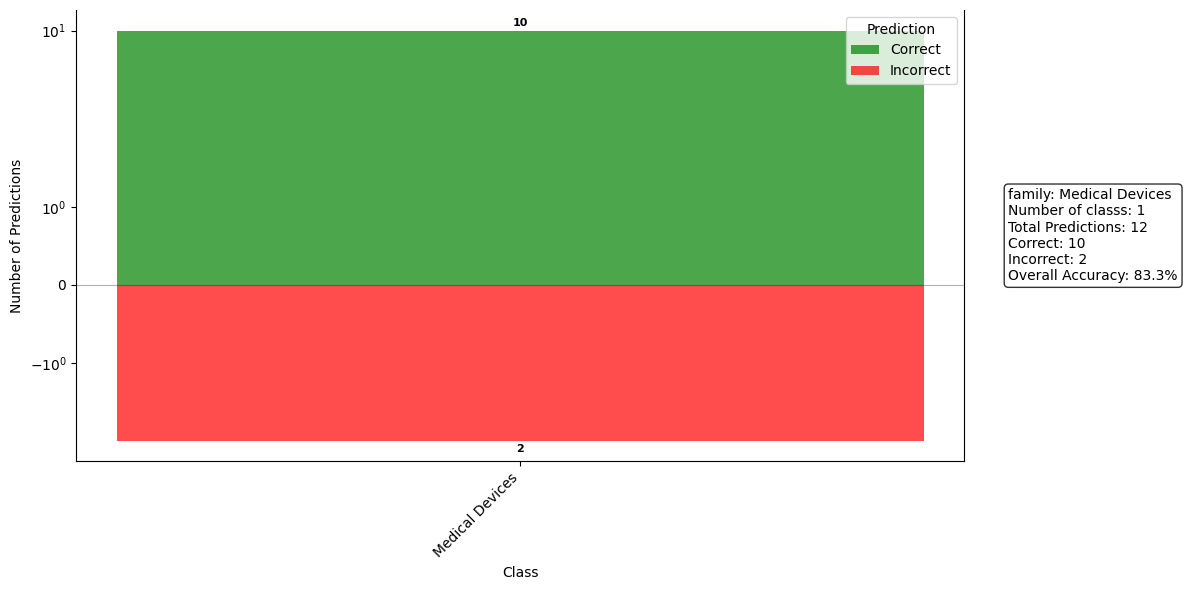 10
Prediction
Correct
Incorrect
10¹
10⁰
0
−10⁰
Number of Predictions
2
Medical Devices
Class
family: Medical Devices
Number of classs: 1
Total Predictions: 12
Correct: 10
Incorrect: 2
Overall Accuracy: 83.3%